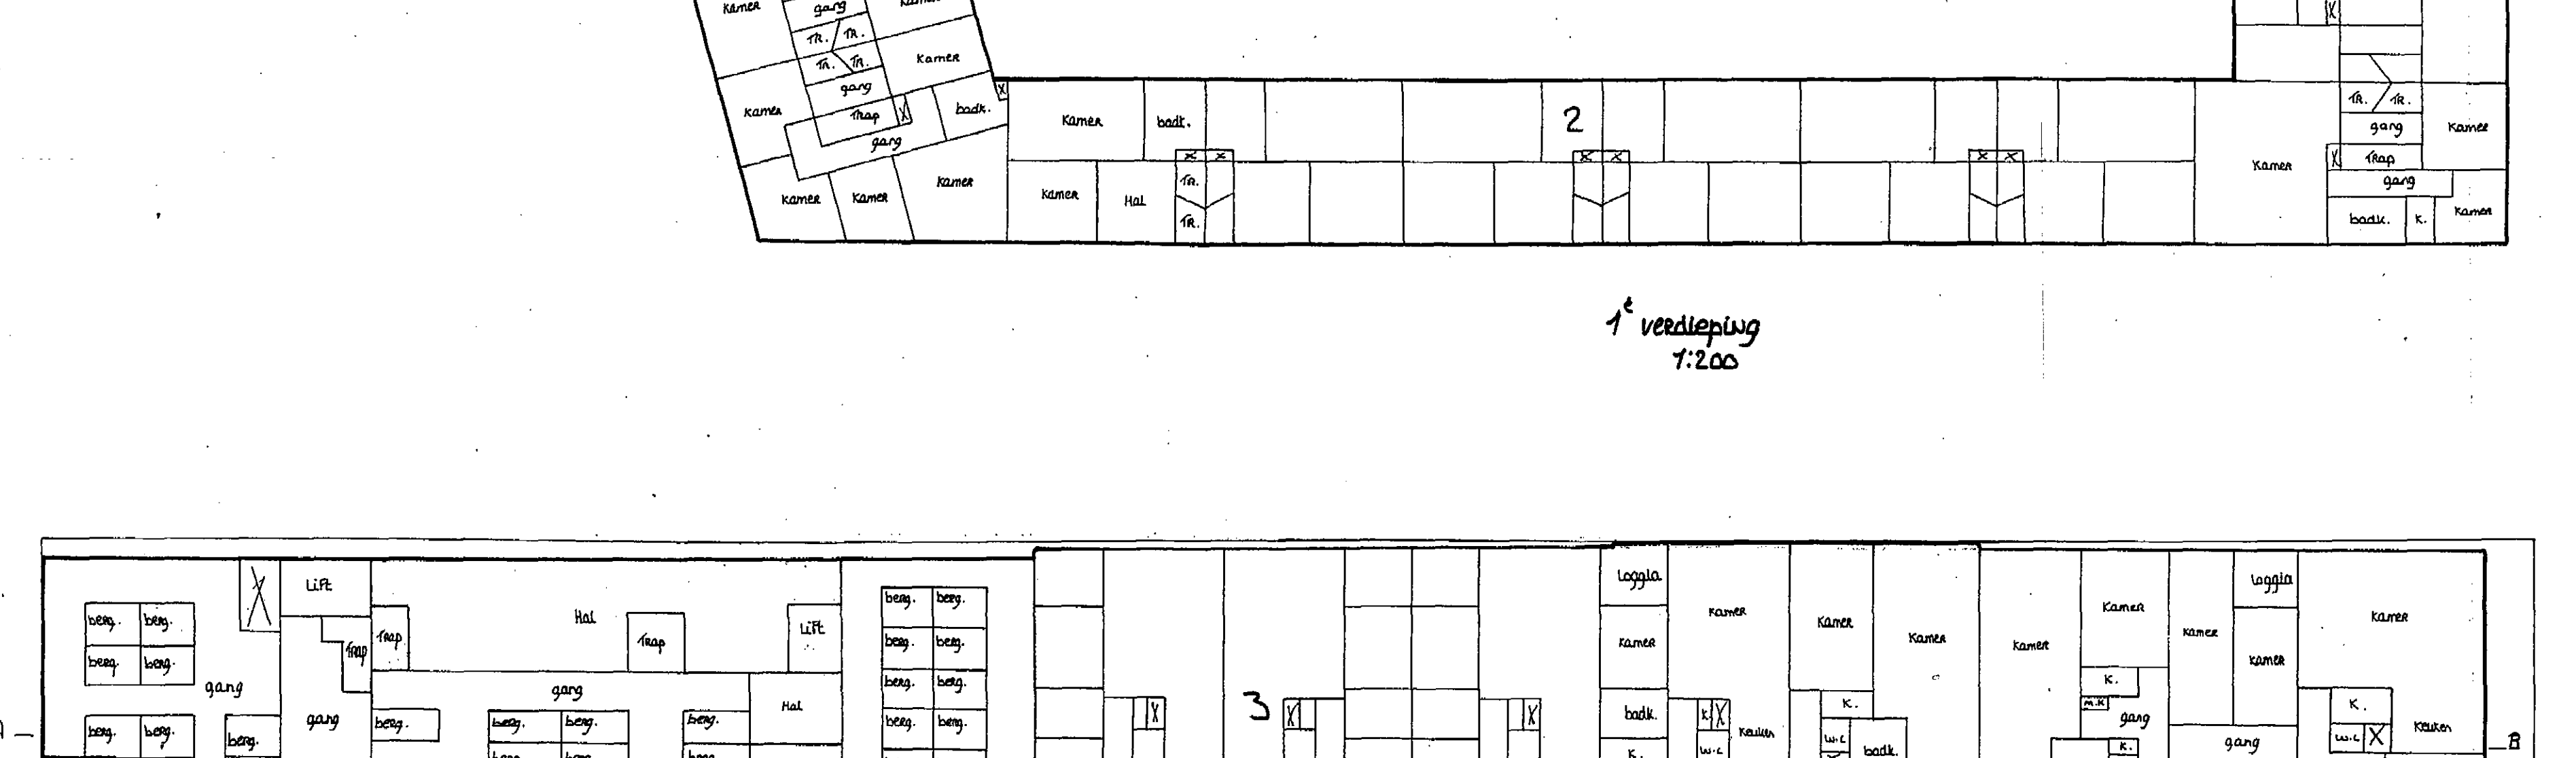 Kamer
gang
TR. TR.
TR. TR.
Kamer
gang
Kamer
Trap X
badk. X
gang
Kamer
Kamer
Kamer
Kamer
badk.
X X
Kamer
Hal
TR.
TR.
2
X X
X X
X
TR. TR.
gang
Kamer
Kamer
X Trap
gang
badk.
K.
Kamer
1e verdieping
1:200
X
Lift
Hal
Trap
Trap
Trap
Lift
berg. berg.
berg. berg.
gang
gang
gang
Hal
berg. berg.
berg.
berg.
berg. berg.
berg.
berg. berg.
berg. berg.
berg. berg.
berg. berg.
X
3
X
X
Loggia
Kamer
badk.
K.
Kamer
K. X
W.C
Keuken
Kamer
K.
W.C
badk.
Kamer
Kamer
Kamer
K.
M.K
gang
K.
Kamer
gang
Loggia
Kamer
Kamer
K.
W.C X
Keuken
B